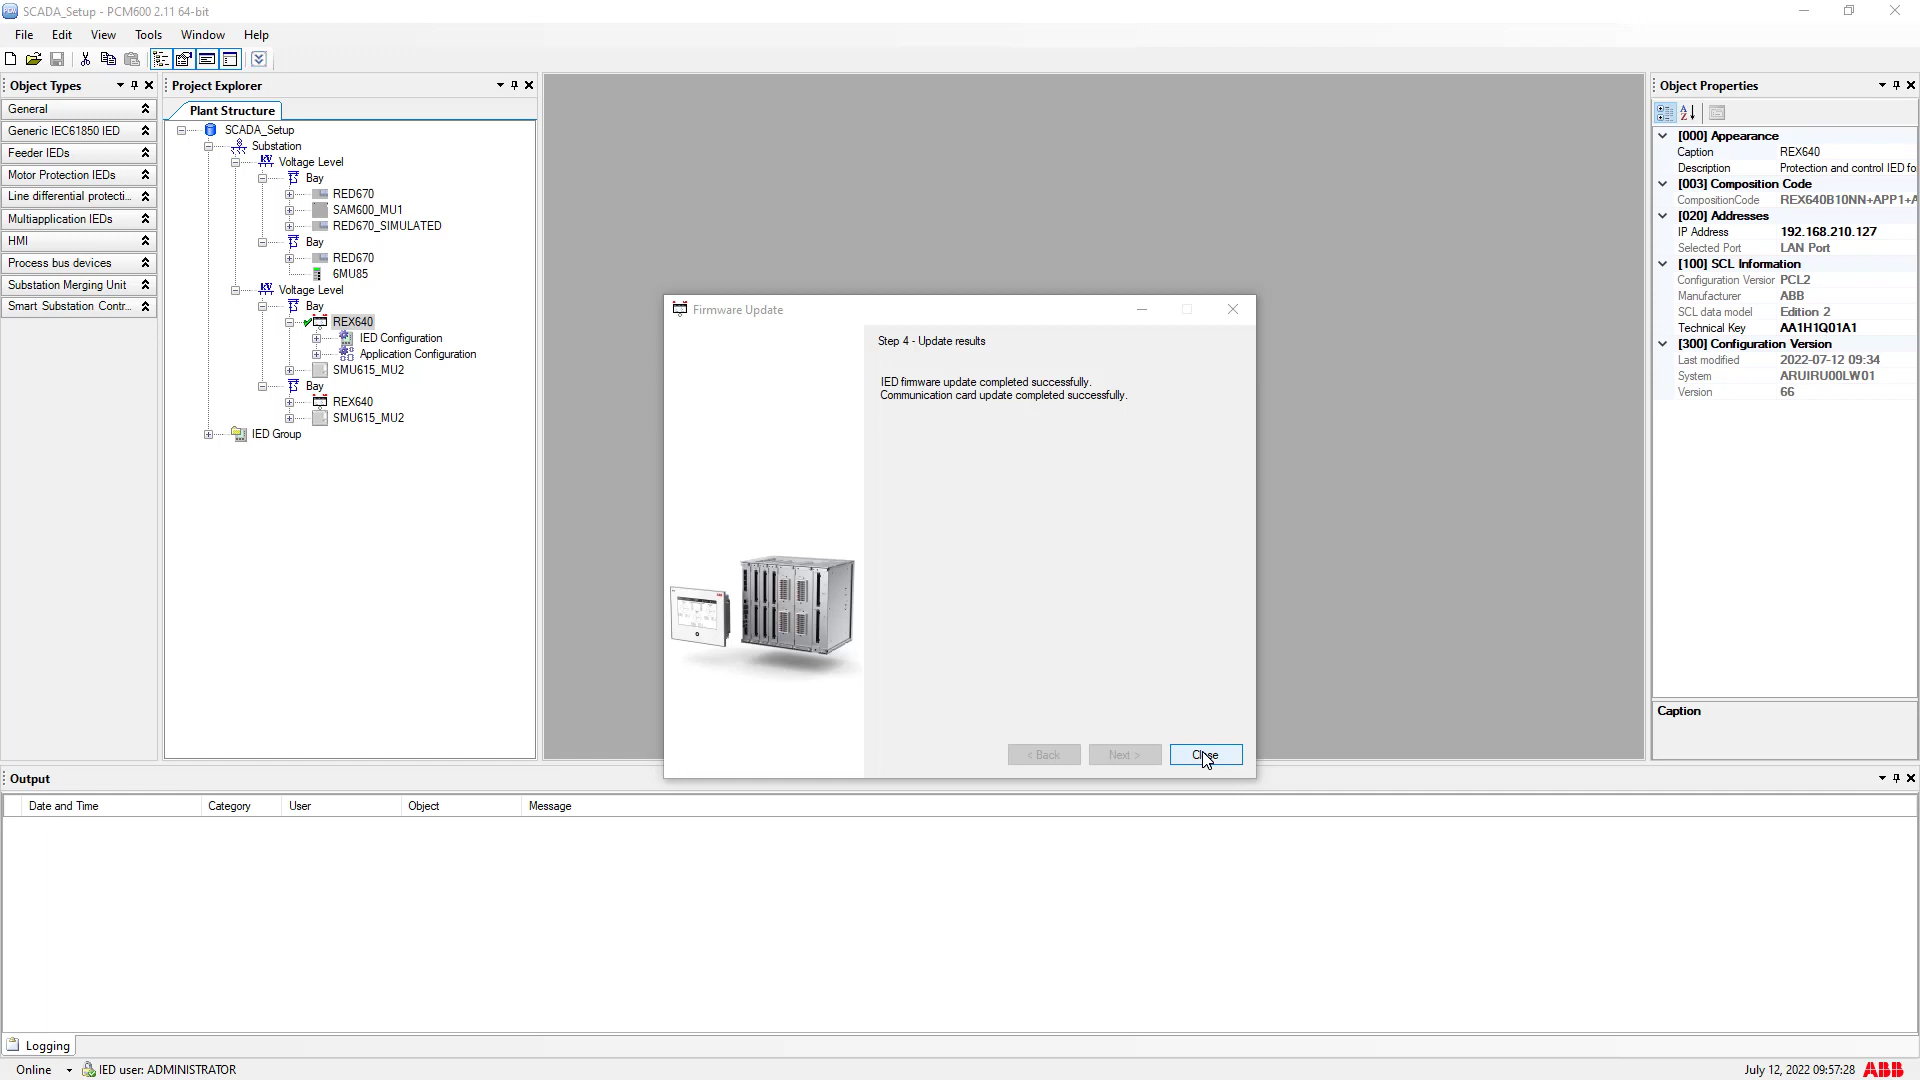 SCADA_Setup - PCM600 2.11 64-bit
File Edit View Tools Window Help
Object Types
General
Generic IEC61850 IED
Feeder IEDs
Motor Protection IEDs
Line differential protecti...
Multiapplication IEDs
HMI
Process bus devices
Substation Merging Unit
Smart Substation Contr...
Project Explorer
Plant Structure
SCADA_Setup
Substation
Voltage Level
Bay
RED670
SAM600_MU1
RED670_SIMULATED
Bay
RED670
6MU85
Voltage Level
Bay
REX640
IED Configuration
Application Configuration
SMU615_MU2
Bay
REX640
SMU615_MU2
IED Group
Firmware Update
Step 4 - Update results
IED firmware update completed successfully.
Communication card update completed successfully.
< Back Next > Close
Object Properties
[000] Appearance
Caption REX640
Description Protection and control IED fo
[003] Composition Code
CompositionCode REX640B10NN+APP1+A
[020] Addresses
IP Address 192.168.210.127
Selected Port LAN Port
[100] SCL Information
Configuration Version PCL2
Manufacturer ABB
SCL data model Edition 2
Technical Key AA1H1Q01A1
[300] Configuration Version
Last modified 2022-07-12 09:34
System ARUIRU00LW01
Version 66
Caption
Output
Date and Time Category User Object Message
Logging
Online IED user: ADMINISTRATOR July 12, 2022 09:57:28 ABB